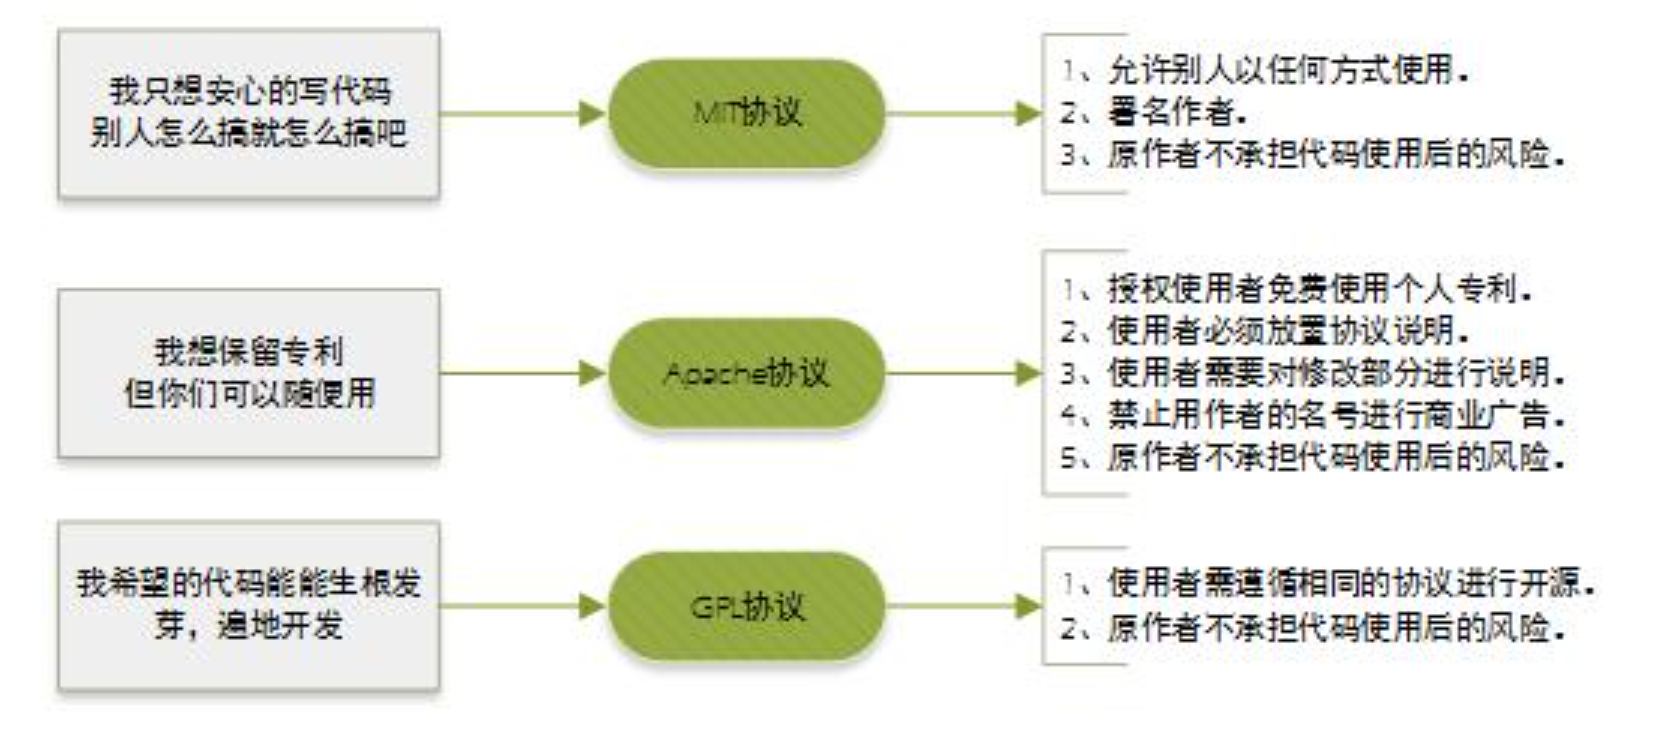 我只想安心的写代码
别人怎么搞就怎么搞吧
MIT协议
1、允许别人以任何方式使用。
2、署名作者。
3、原作者不承担代码使用后的风险。
我想保留专利
但你们可以随便用
Apache协议
1、授权使用者免费使用个人专利。
2、使用者必须放置协议说明。
3、使用者需要对修改部分进行说明。
4、禁止用作者的名号进行商业广告。
5、原作者不承担代码使用后的风险。
我希望的代码能能生根发
芽，遍地开发
GPL协议
1、使用者需遵循相同的协议进行开源。
2、原作者不承担代码使用后的风险。